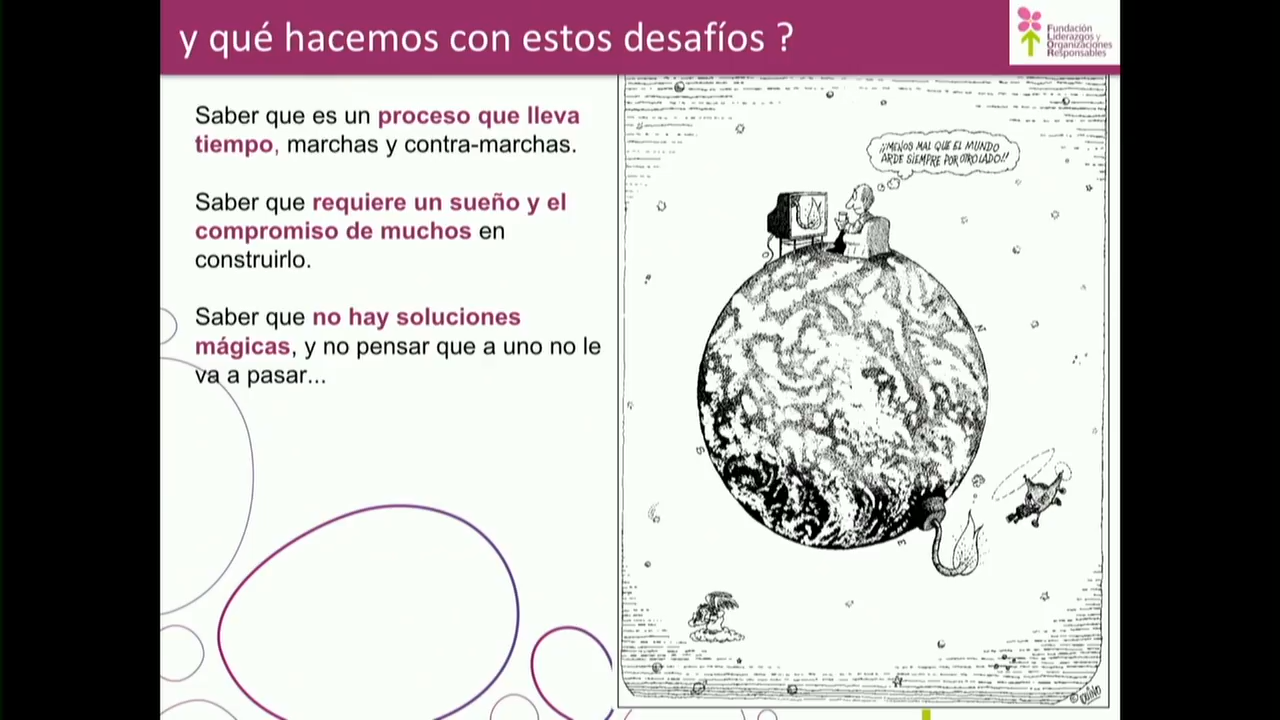 y qué hacemos con estos desafíos ?
Fundación
Liderazgos y
Organizaciones
Responsables
Saber que es un proceso que lleva
tiempo, marchas y contra-marchas.
Saber que requiere un sueño y el
compromiso de muchos en
construirlo.
Saber que no hay soluciones
mágicas, y no pensar que a uno no le
va a pasar...
¡¡MENOS MAL QUE EL MUNDO
ARDE SIEMPRE POR OTRO LADO!!
N
S
E
© QUINO